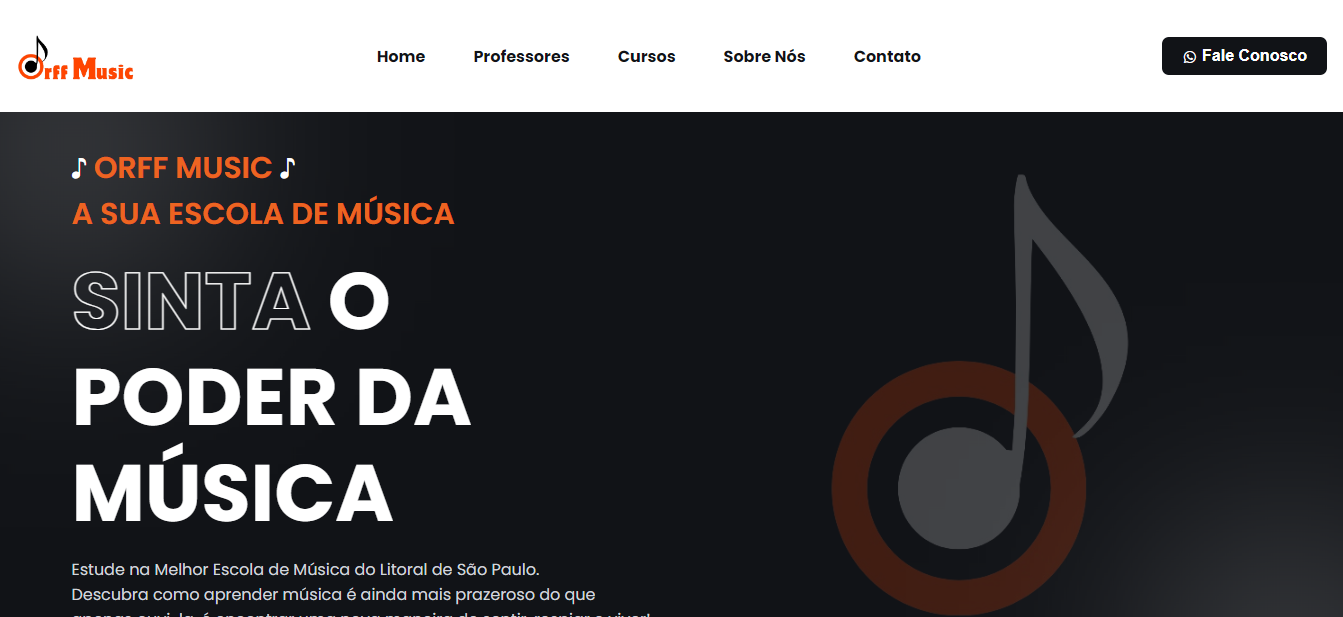 Orff Music
Home Professores Cursos Sobre Nós Contato
Fale Conosco
♪ ORFF MUSIC ♪
A SUA ESCOLA DE MÚSICA
SINTA O
PODER DA
MÚSICA
Estude na Melhor Escola de Música do Litoral de São Paulo.
Descubra como aprender música é ainda mais prazeroso do que